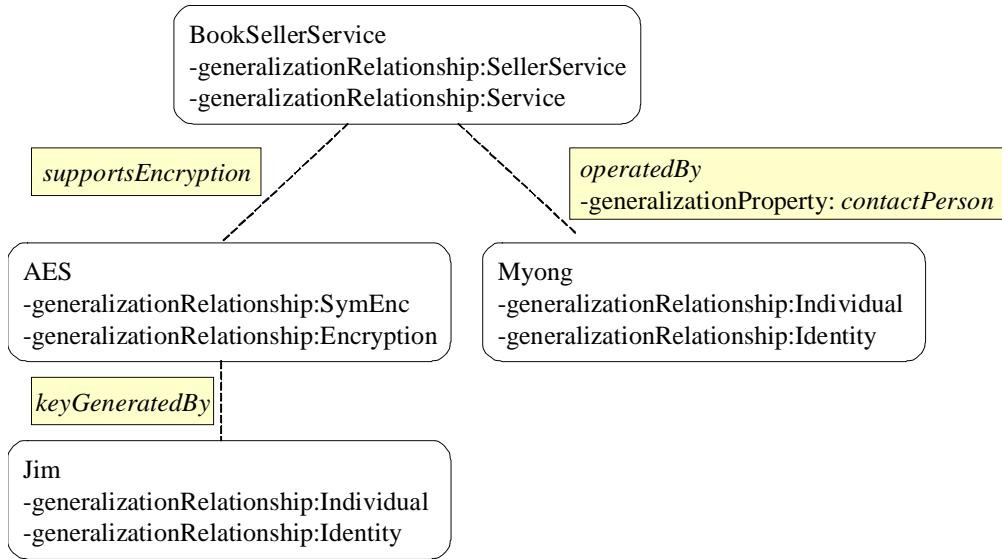 BookSellerService
-generalizationRelationship:SellerService
-generalizationRelationship:Service
supportsEncryption
operatedBy
-generalizationProperty: contactPerson
AES
-generalizationRelationship:SymEnc
-generalizationRelationship:Encryption
Myong
-generalizationRelationship:Individual
-generalizationRelationship:Identity
keyGeneratedBy
Jim
-generalizationRelationship:Individual
-generalizationRelationship:Identity